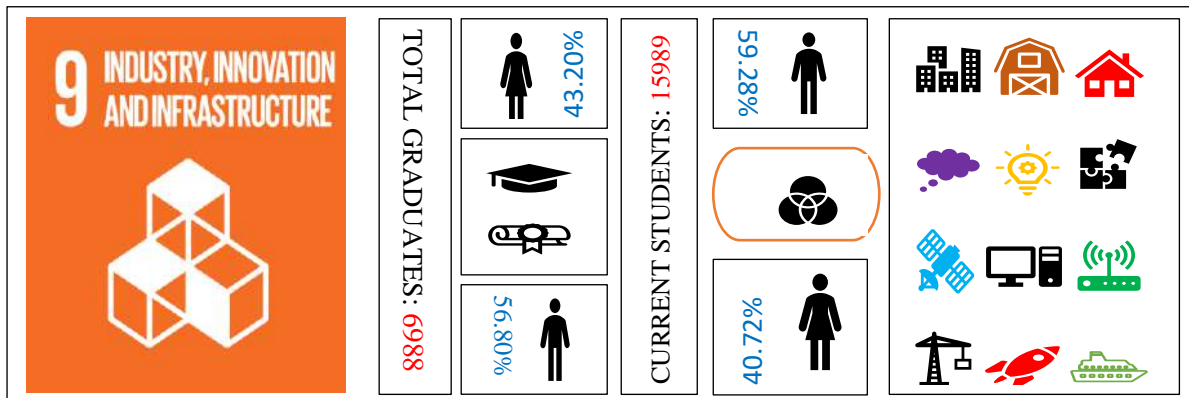 9 INDUSTRY, INNOVATION
AND INFRASTRUCTURE
TOTAL GRADUATES: 6988
43.20%
56.80%
CURRENT STUDENTS: 15989
59.28%
40.72%